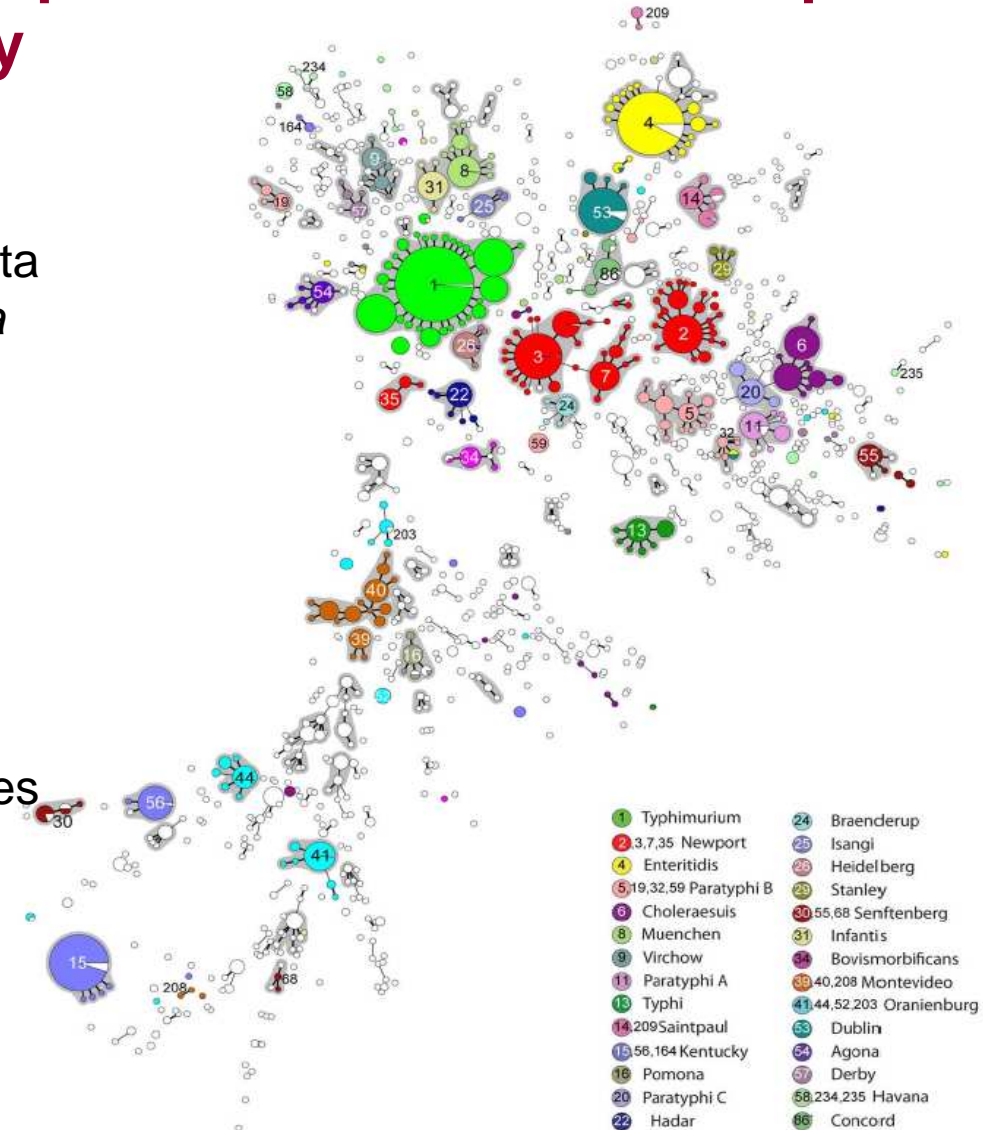 y
209
234
58
4
164
9
8
31
19
57
25
53
14
86
29
54
1
2
26
3
6
7
235
35
22
20
24
5
11
32
59
34
55
13
203
40
39
16
52
44
56
30
41
15
68
208
ta
a
es
1 Typhimurium
2,3,7,35 Newport
4 Enteritidis
5,19,32,59 Paratyphi B
6 Choleraesuis
8 Muenchen
9 Virchow
11 Paratyphi A
13 Typhi
14,209 Saintpaul
15,56,164 Kentucky
16 Pomona
20 Paratyphi C
22 Hadar
24 Braenderup
25 Isangi
26 Heidelberg
29 Stanley
30,55,68 Senftenberg
31 Infantis
34 Bovismorbificans
39,40,208 Montevideo
41,44,52,203 Oranienburg
53 Dublin
54 Agona
57 Derby
58,234,235 Havana
86 Concord